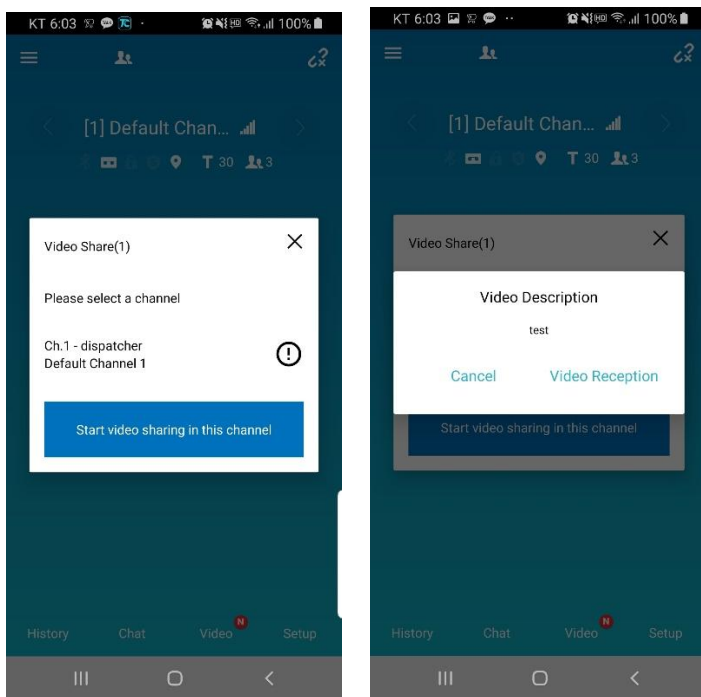 KT 6:03
100%
[1] Default Chan...
T 30 3
Video Share(1)
Please select a channel
Ch.1 - dispatcher
Default Channel 1
Start video sharing in this channel
N
History Chat Video Setup
KT 6:03
100%
[1] Default Chan...
T 30 3
Video Share(1)
Video Description
test
Cancel Video Reception
Start video sharing in this channel
N
History Chat Video Setup